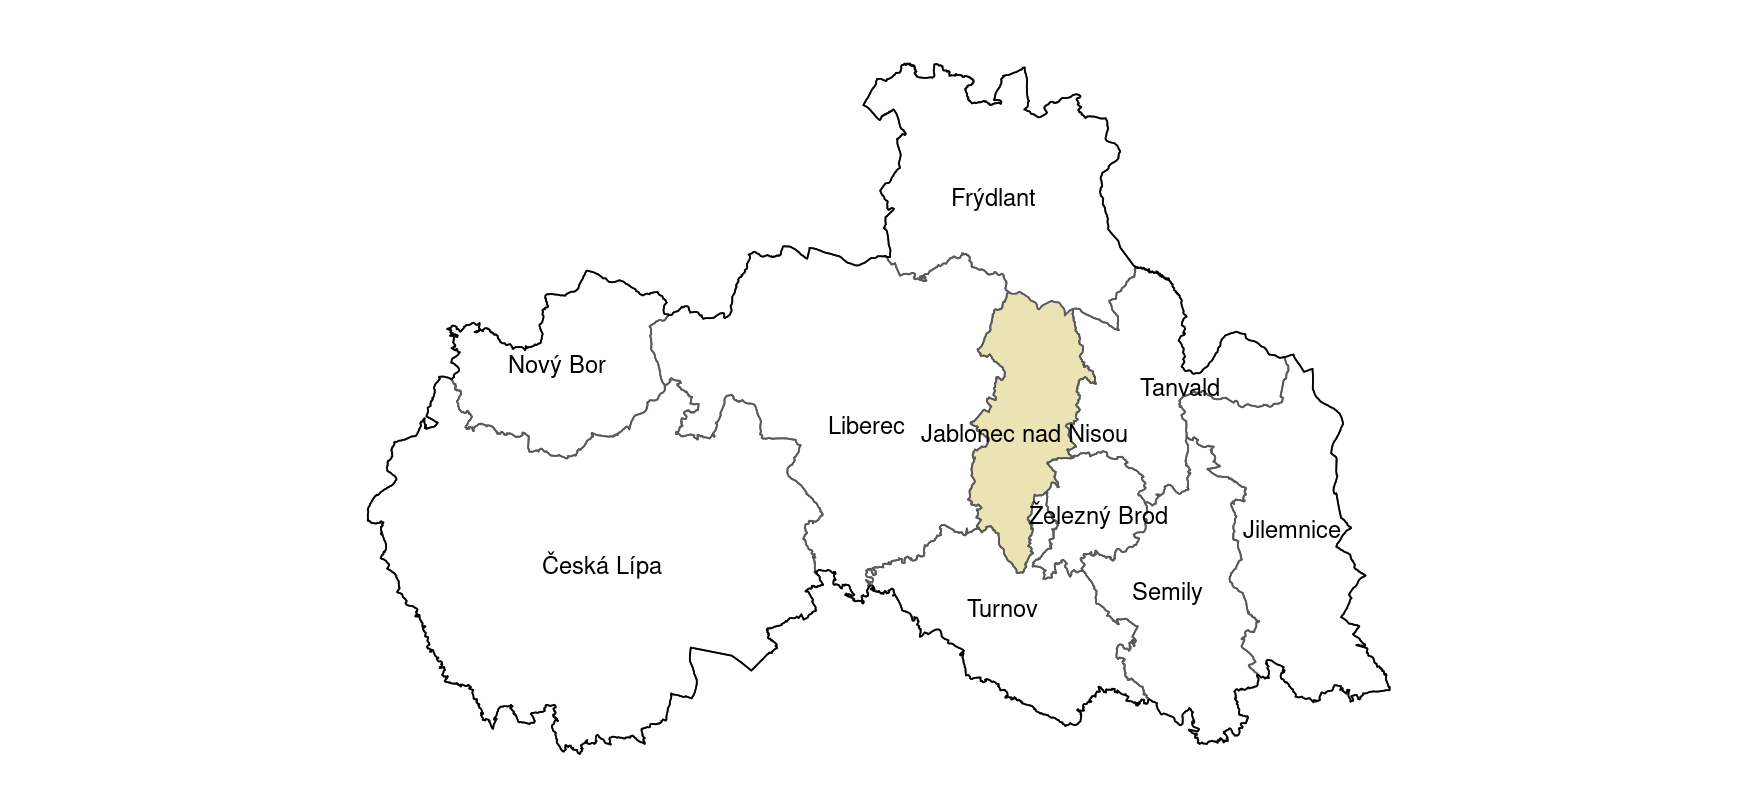 Frýdlant
Nový Bor
Tanvald
Liberec
Jablonec nad Nisou
Železný Brod
Jilemnice
Česká Lípa
Semily
Turnov